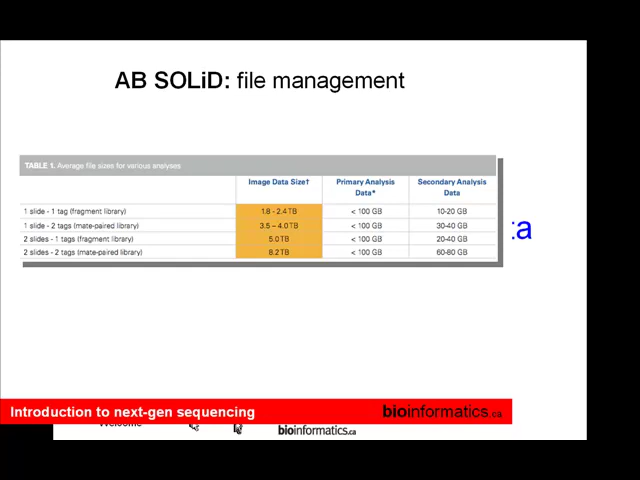 AB SOLiD: file management
TABLE 1. Average file sizes for various analyses
Image Data Size† Primary Analysis Data* Secondary Analysis Data
1 slide - 1 tag (fragment library) 1.8 - 2.4 TB < 100 GB 10-20 GB
1 slide - 2 tags (mate-paired library) 3.5 – 4.0 TB < 100 GB 30-40 GB
2 slides - 1 tags (fragment library) 5.0 TB < 100 GB 20-40 GB
2 slides - 2 tags (mate-paired library) 8.2 TB < 100 GB 60-80 GB
ta
Introduction to next-gen sequencing bioinformatics.ca
Welcome bioinformatics.ca